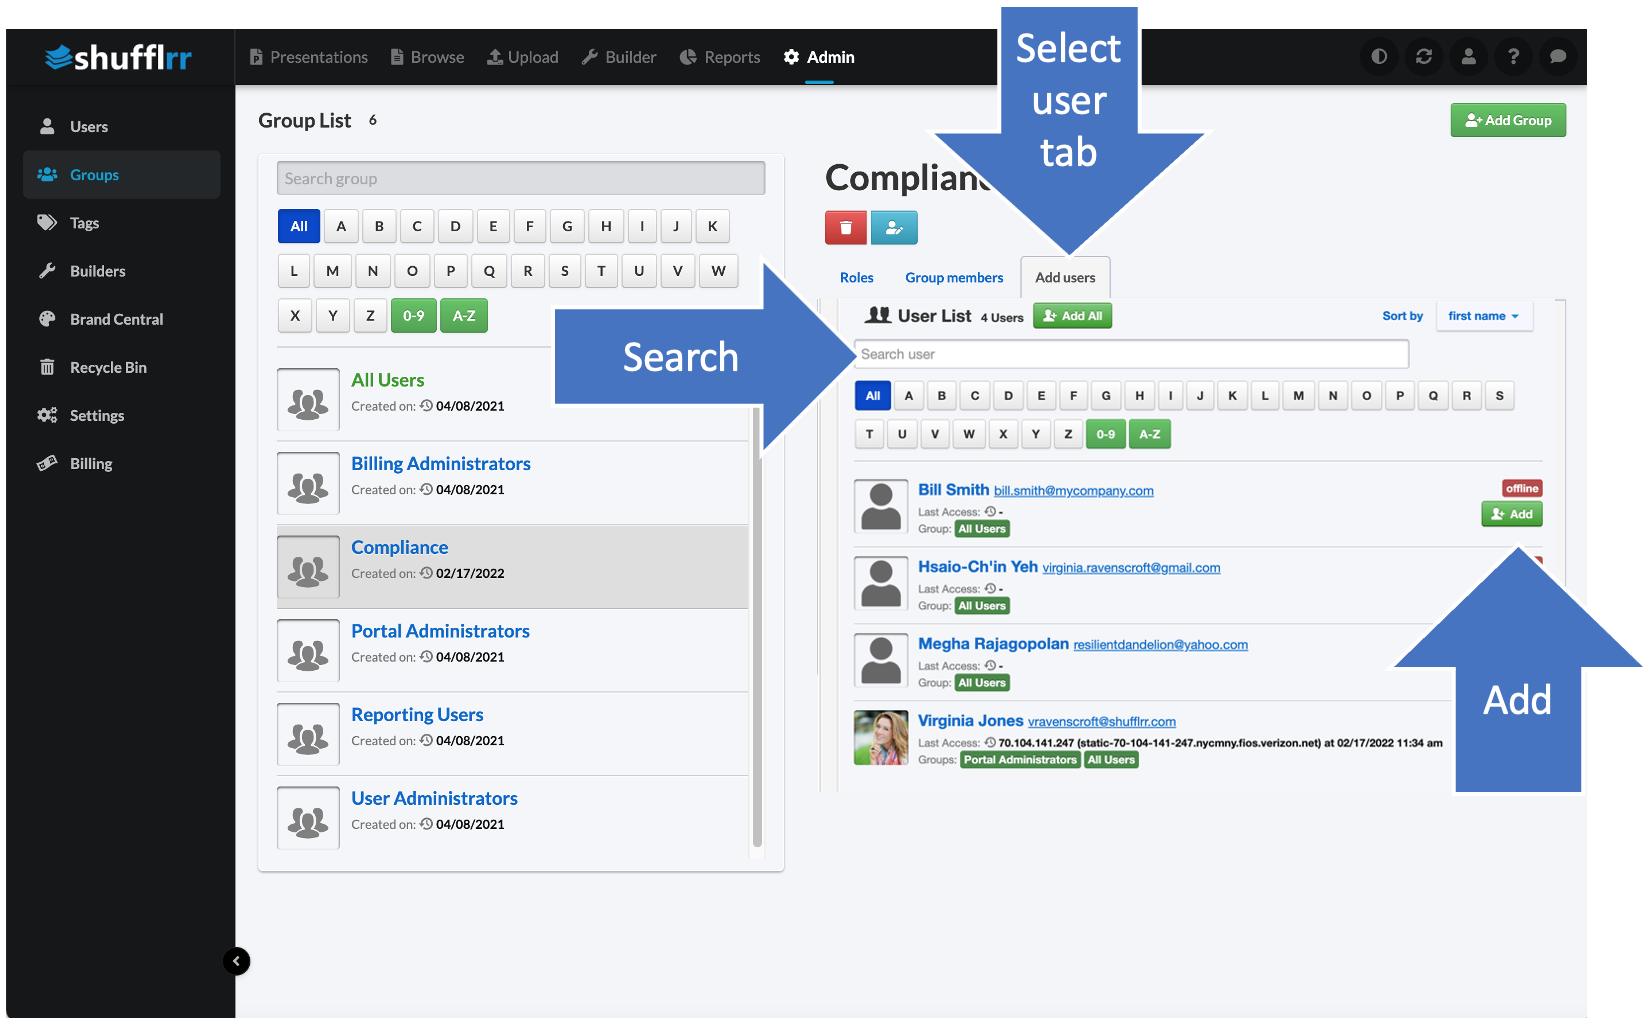 shufflrr
Presentations Browse Upload Builder Reports Admin
Select
user
tab
Users
Groups
Tags
Builders
Brand Central
Recycle Bin
Settings
Billing
Group List 6
Add Group
Search group
All A B C D E F G H I J K
L M N O P Q R S T U V W
X Y Z 0-9 A-Z
All Users
Created on: 04/08/2021
Billing Administrators
Created on: 04/08/2021
Compliance
Created on: 02/17/2022
Portal Administrators
Created on: 04/08/2021
Reporting Users
Created on: 04/08/2021
User Administrators
Created on: 04/08/2021
Search
Complian
Roles Group members Add users
User List 4 Users Add All Sort by first name
Search user
All A B C D E F G H I J K L M N O P Q R S
T U V W X Y Z 0-9 A-Z
Bill Smith bill.smith@mycompany.com offline
Last Access: - Add
Group: All Users
Hsaio-Ch'in Yeh virginia.ravenscroft@gmail.com
Last Access: -
Group: All Users
Megha Rajagopolan resilientdandelion@yahoo.com
Last Access: -
Group: All Users
Virginia Jones vravenscroft@shufflrr.com
Last Access: 70.104.141.247 (static-70-104-141-247.nycmny.fios.verizon.net) at 02/17/2022 11:34 am
Groups: Portal Administrators All Users
Add